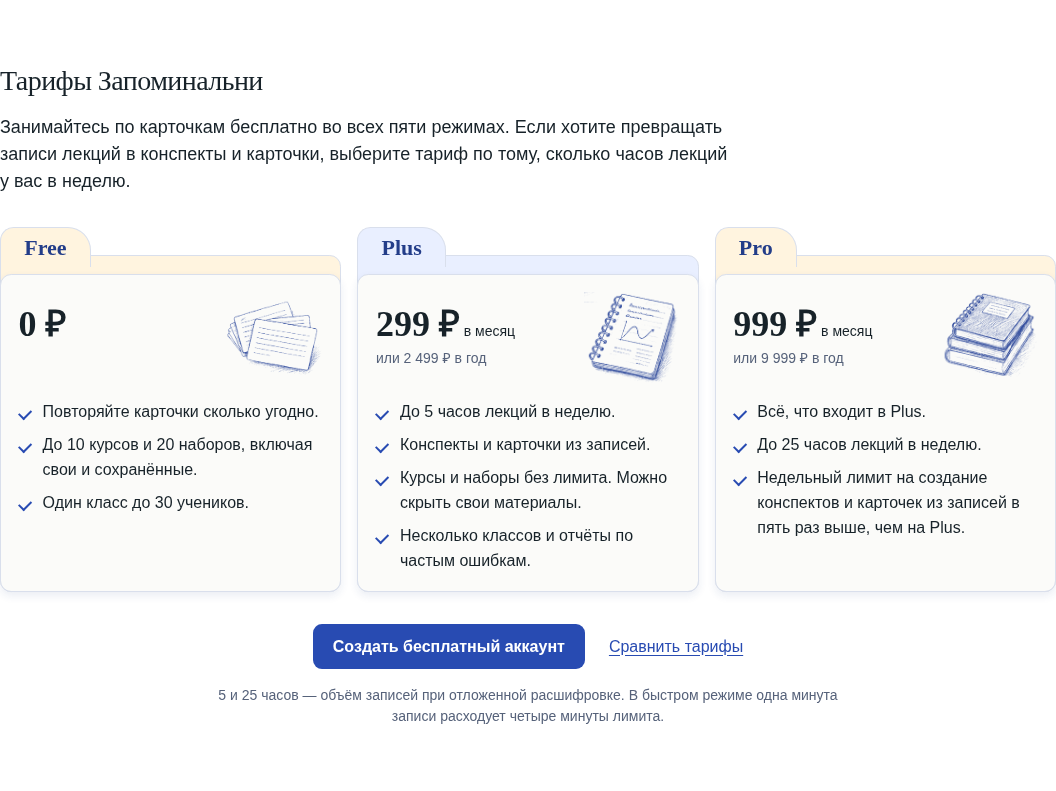 Тарифы Запоминальни
Занимайтесь по карточкам бесплатно во всех пяти режимах. Если хотите превращать
записи лекций в конспекты и карточки, выберите тариф по тому, сколько часов лекций
у вас в неделю.
Free
0 ₽
Повторяйте карточки сколько угодно.
До 10 курсов и 20 наборов, включая
свои и сохранённые.
Один класс до 30 учеников.
Plus
299 ₽ в месяц
или 2 499 ₽ в год
До 5 часов лекций в неделю.
Конспекты и карточки из записей.
Курсы и наборы без лимита. Можно
скрыть свои материалы.
Несколько классов и отчёты по
частым ошибкам.
Pro
999 ₽ в месяц
или 9 999 ₽ в год
Всё, что входит в Plus.
До 25 часов лекций в неделю.
Недельный лимит на создание
конспектов и карточек из записей в
пять раз выше, чем на Plus.
Создать бесплатный аккаунт
Сравнить тарифы
5 и 25 часов — объём записей при отложенной расшифровке. В быстром режиме одна минута
записи расходует четыре минуты лимита.